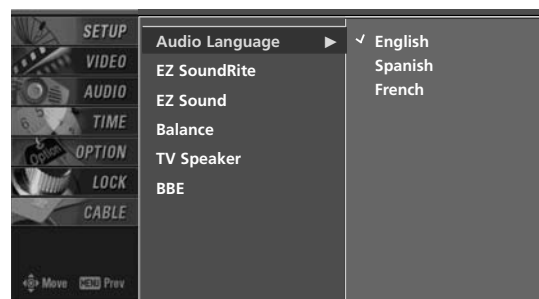 SETUP
VIDEO
AUDIO
TIME
OPTION
LOCK
CABLE
Move MENU Prev
Audio Language ►
EZ SoundRite
EZ Sound
Balance
TV Speaker
BBE
✓ English
Spanish
French